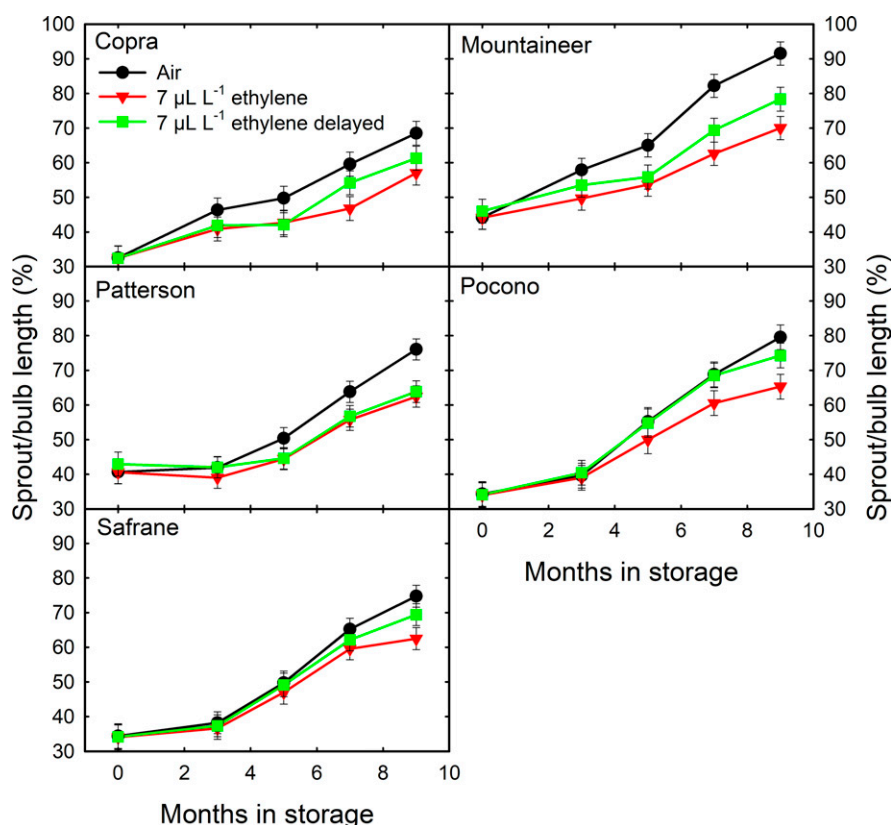 Copra
Air
7 µL L⁻¹ ethylene
7 µL L⁻¹ ethylene delayed
100
90
80
70
60
50
40
30
Mountaineer
100
90
80
70
60
50
40
30
Sprout/bulb length (%)
Patterson
90
80
70
60
50
40
30
Pocono
90
80
70
60
50
40
30
Sprout/bulb length (%)
0 2 4 6 8 10
Months in storage
Safrane
90
80
70
60
50
40
30
0 2 4 6 8 10
Months in storage